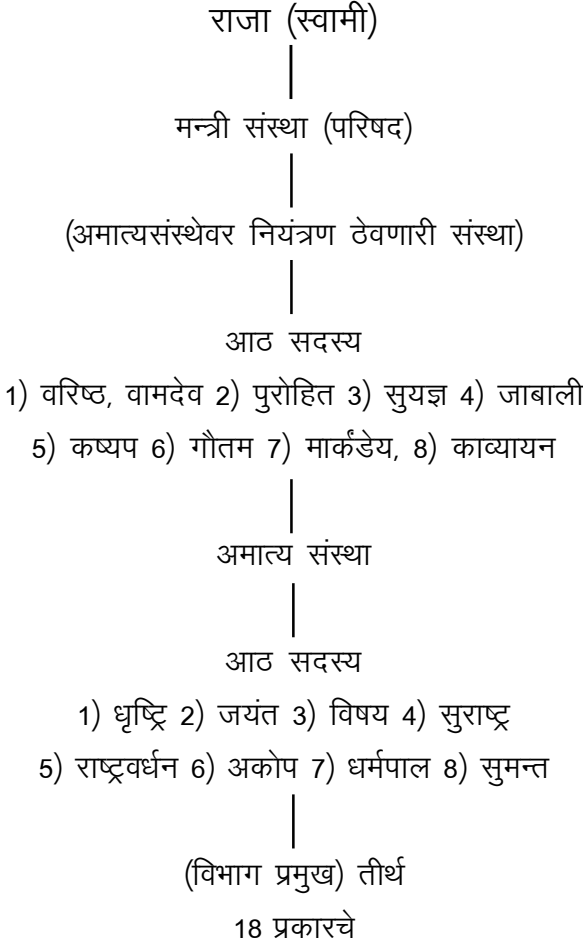 राजा (स्वामी)
मन्त्री संस्था (परिषद)
(अमात्यसंस्थेवर नियंत्रण ठेवणारी संस्था)
आठ सदस्य
1) वरिष्ठ, वामदेव 2) पुरोहित 3) सुयज्ञ 4) जाबाली
5) कष्यप 6) गौतम 7) मार्कंडेय, 8) काव्यायन
अमात्य संस्था
आठ सदस्य
1) धृष्ट्रि 2) जयंत 3) विषय 4) सुराष्ट्र
5) राष्ट्रवर्धन 6) अकोप 7) धर्मपाल 8) सुमन्त
(विभाग प्रमुख) तीर्थ
18 प्रकारचे